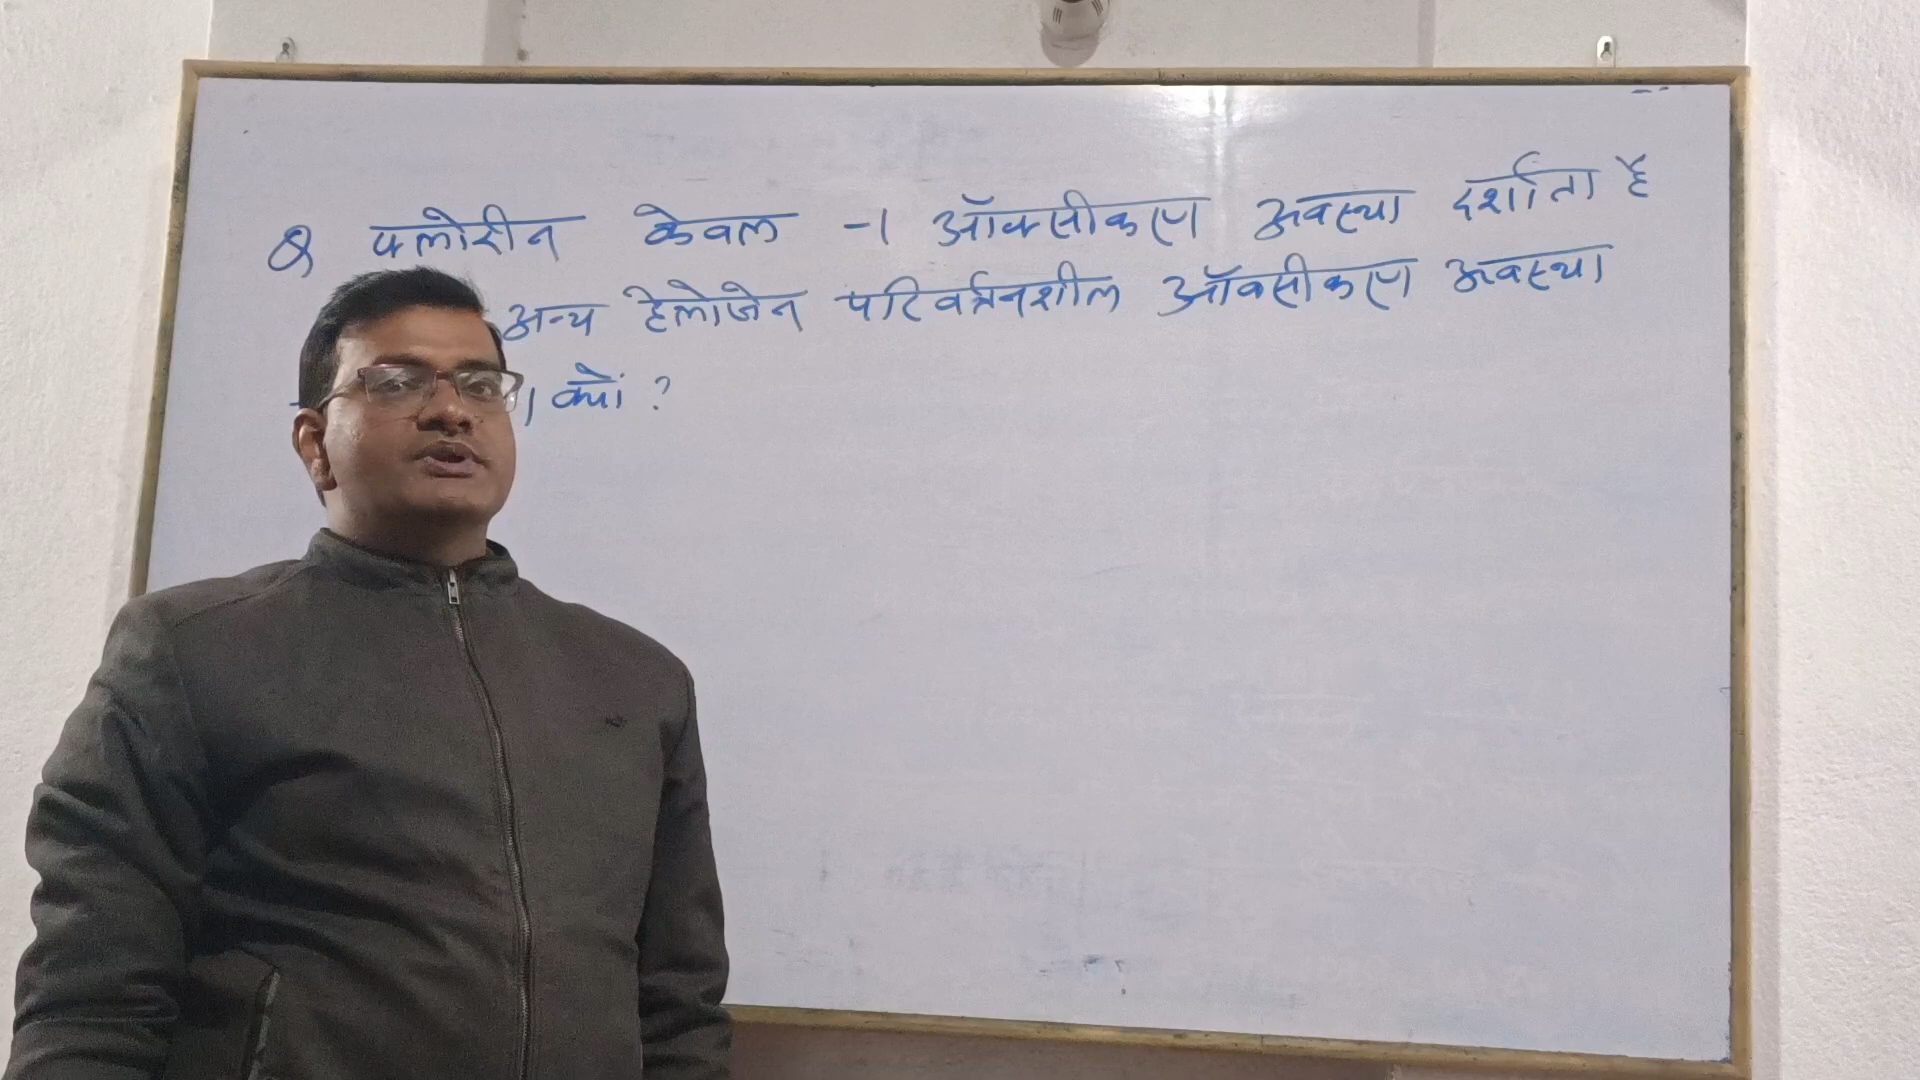 Q फ्लोरीन केवल -1 ऑक्सीकरण अवस्था दर्शाता है
अन्य हैलोजेन परिवर्तनशील ऑक्सीकरण अवस्था
। क्यों ?